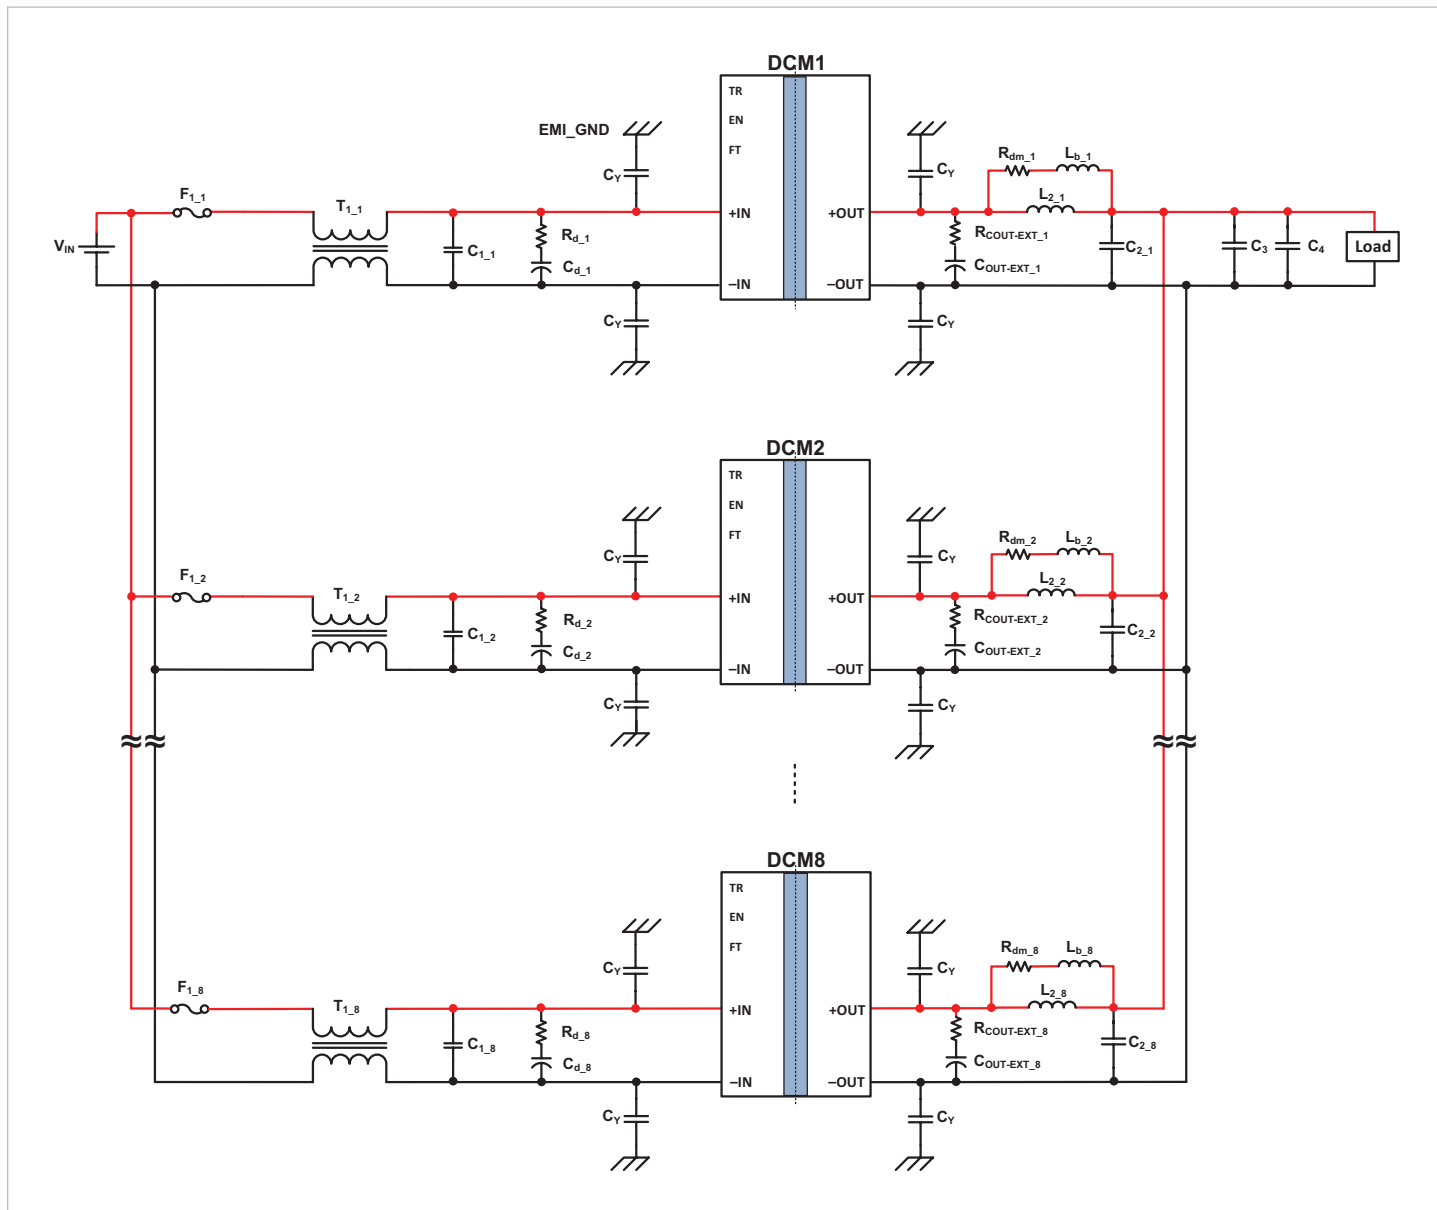 DCM1
TR
EN
FT
EMI_GND
CY
CY
Rdm_1
Lb_1
F1_1
T1_1
+IN
+OUT
L2_1
VIN
C1_1
Rd_1
Cd_1
RCOUT-EXT_1
COUT-EXT_1
C2_1
C3
C4
Load
–IN
–OUT
CY
CY
DCM2
TR
EN
FT
CY
CY
Rdm_2
Lb_2
F1_2
T1_2
+IN
+OUT
L2_2
C1_2
Rd_2
Cd_2
RCOUT-EXT_2
COUT-EXT_2
C2_2
–IN
–OUT
CY
CY
DCM8
TR
EN
FT
CY
CY
Rdm_8
Lb_8
F1_8
T1_8
+IN
+OUT
L2_8
C1_8
Rd_8
Cd_8
RCOUT-EXT_8
COUT-EXT_8
C2_8
–IN
–OUT
CY
CY